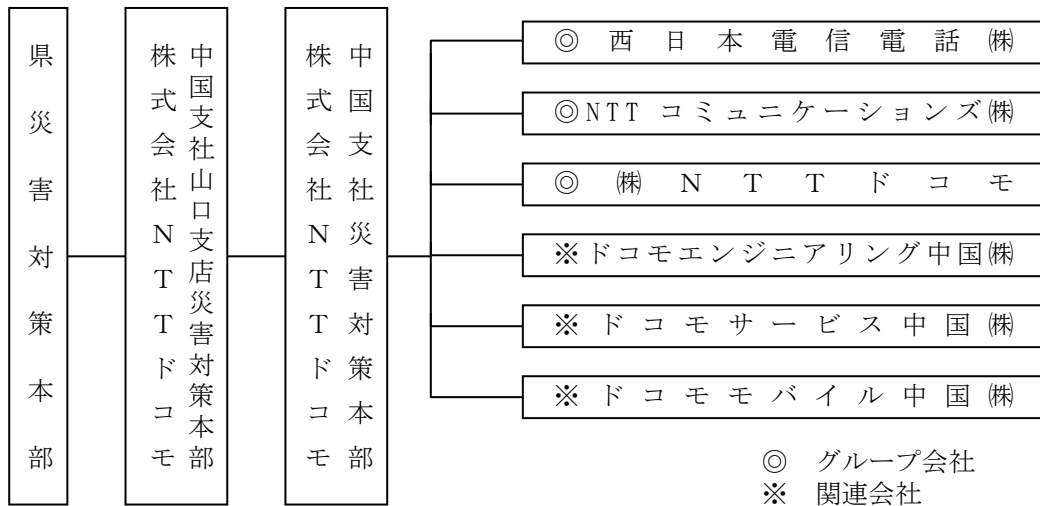 県災害対策本部
株式会社NTTドコモ
中国支社山口支店災害対策本部
株式会社NTTドコモ
中国支社災害対策本部
◎西日本電信電話㈱
◎NTTコミュニケーションズ㈱
◎㈱NTTドコモ
※ドコモエンジニアリング中国㈱
※ドコモサービス中国㈱
※ドコモモバイル中国㈱
◎ グループ会社
※ 関連会社